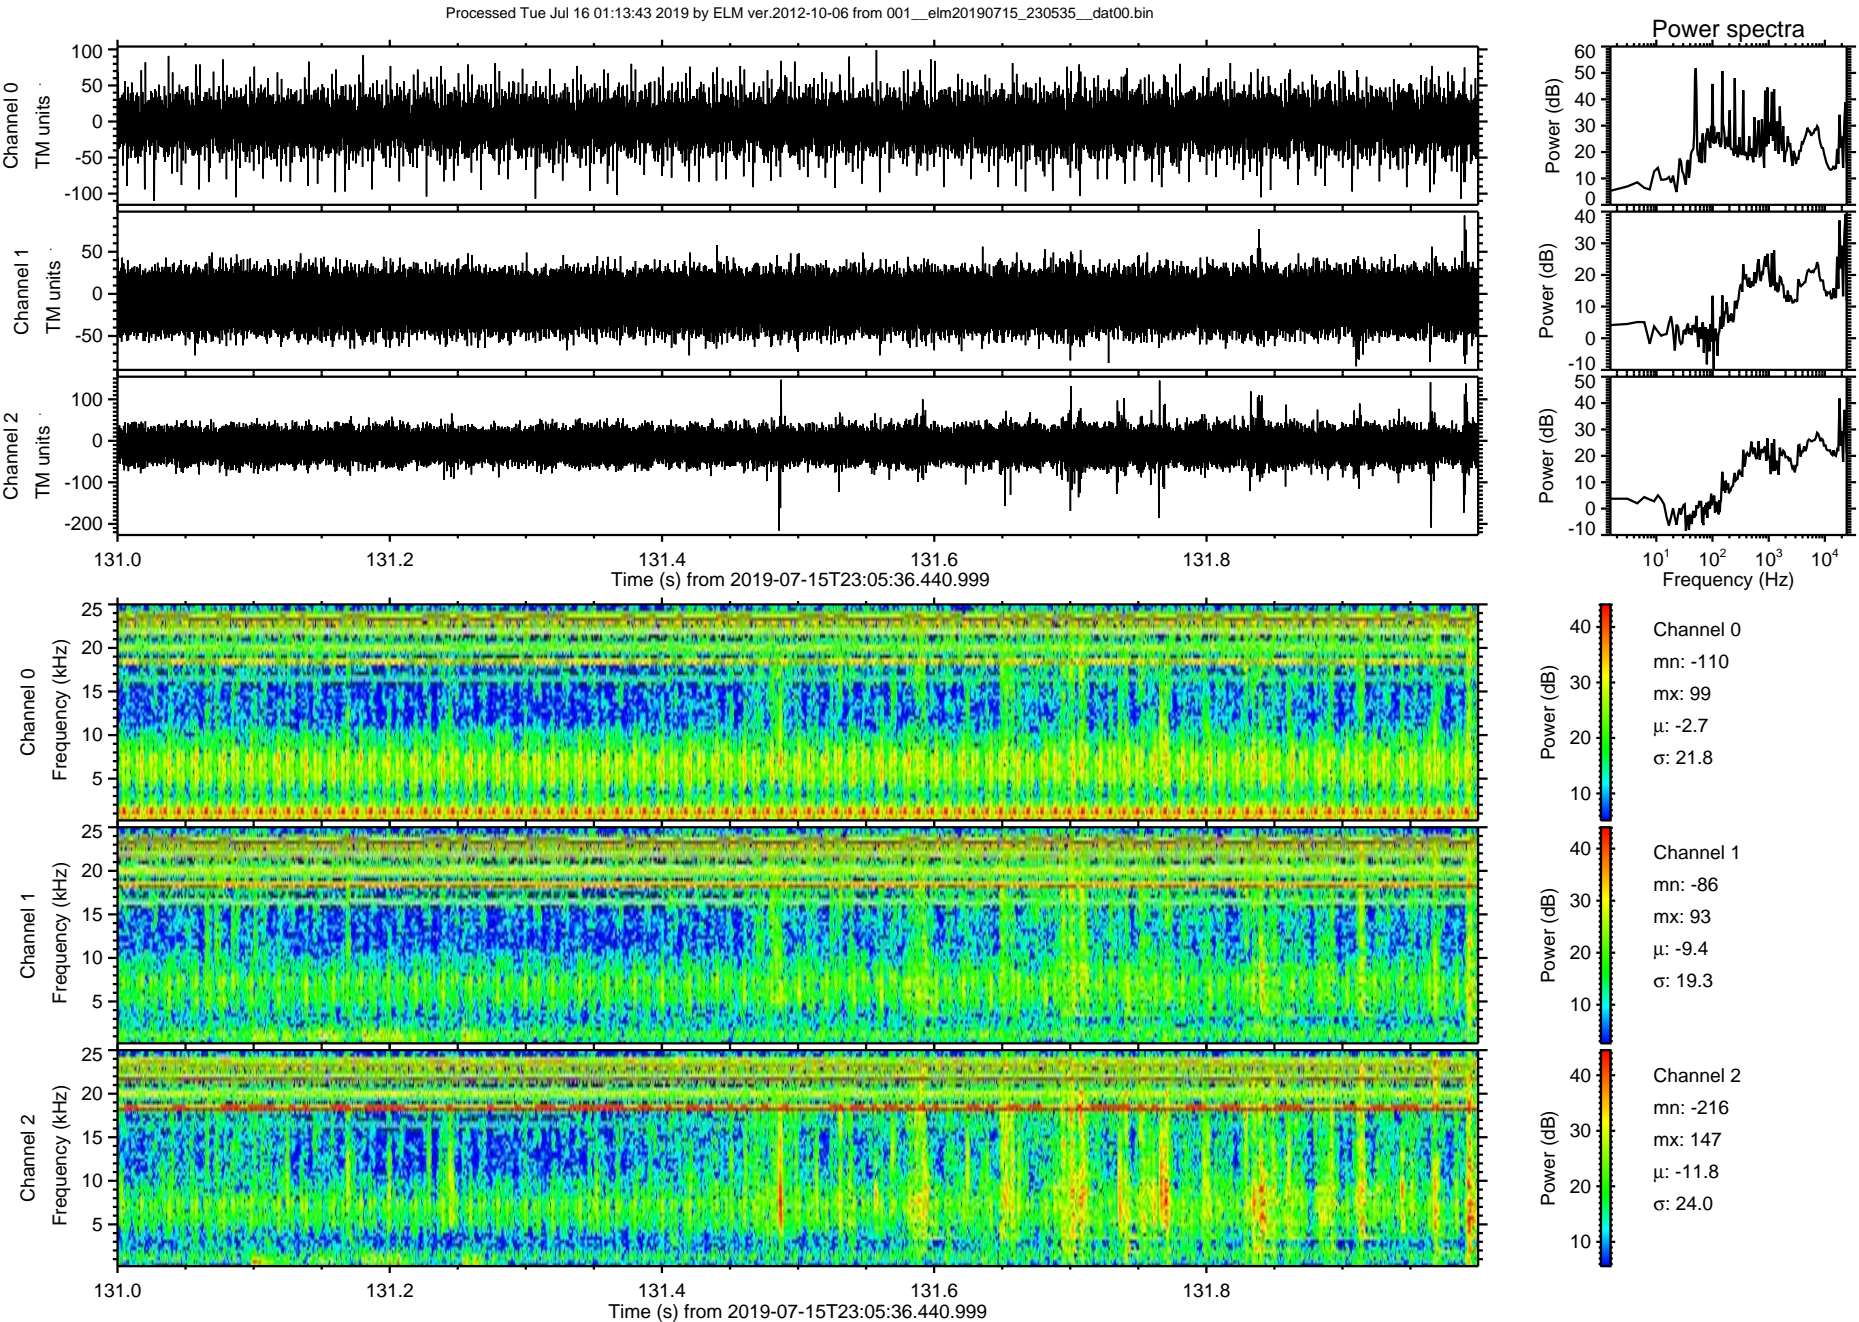 Processed Tue Jul 16 01:13:43 2019 by ELM ver.2012-10-06 from 001__elm20190715_230535__dat00.bin
Power spectra
Channel 0
TM units
100
50
0
-50
-100
Power (dB)
60
50
40
30
20
10
0
Channel 1
TM units
50
0
-50
Power (dB)
40
30
20
10
0
-10
Channel 2
TM units
100
0
-100
-200
Power (dB)
50
40
30
20
10
0
-10
131.0 131.2 131.4 131.6 131.8
Time (s) from 2019-07-15T23:05:36.440.999
10¹ 10² 10³ 10⁴
Frequency (Hz)
Channel 0
Frequency (kHz)
25
20
15
10
5
Power (dB)
40
30
20
10
Channel 0
mn: -110
mx: 99
μ: -2.7
σ: 21.8
Channel 1
Frequency (kHz)
25
20
15
10
5
Power (dB)
40
30
20
10
Channel 1
mn: -86
mx: 93
μ: -9.4
σ: 19.3
Channel 2
Frequency (kHz)
25
20
15
10
5
Power (dB)
40
30
20
10
Channel 2
mn: -216
mx: 147
μ: -11.8
σ: 24.0
131.0 131.2 131.4 131.6 131.8
Time (s) from 2019-07-15T23:05:36.440.999